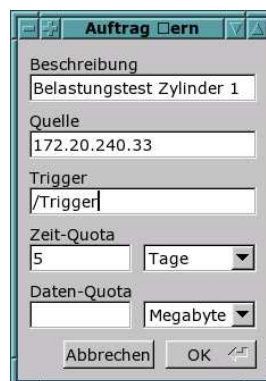 Auftrag □ern
Beschreibung
Belastungstest Zylinder 1
Quelle
172.20.240.33
Trigger
/Trigger
Zeit-Quota
5 Tage
Daten-Quota
Megabyte
Abbrechen OK